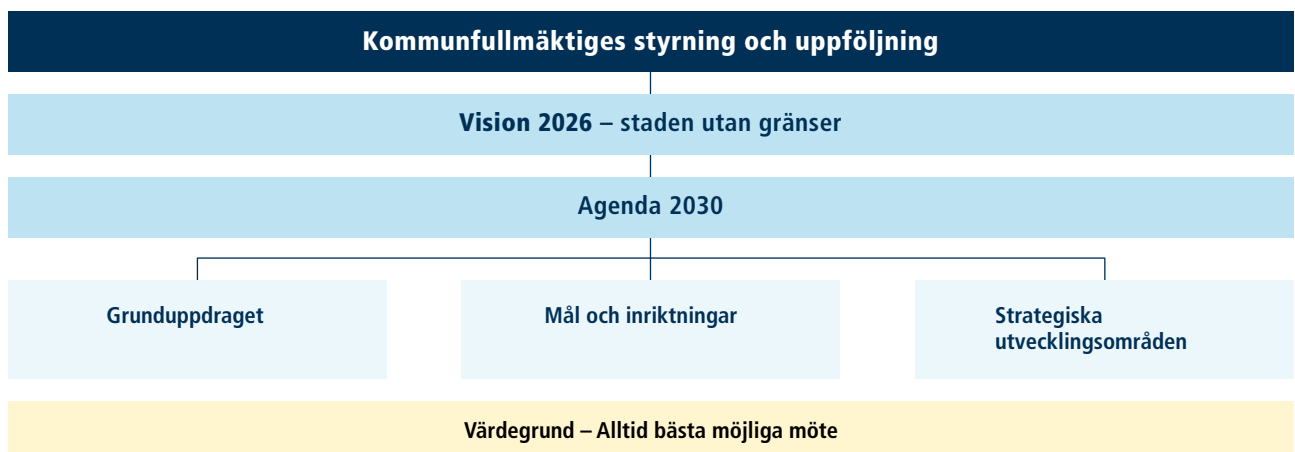 Kommunfullmäktiges styrning och uppföljning
Vision 2026 – staden utan gränser
Agenda 2030
Grunduppdraget
Mål och inriktningar
Strategiska
utvecklingsområden
Värdegrund – Alltid bästa möjliga möte